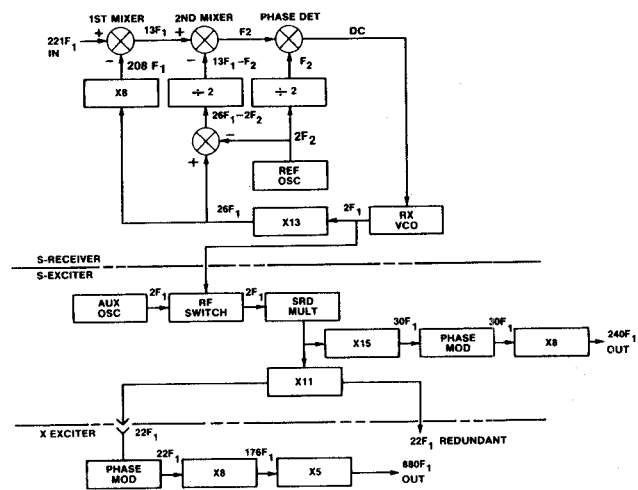 1ST MIXER
2ND MIXER
PHASE DET
221F1
IN
+
13F1
+
F2
DC
−
208 F1
−
13F1−F2
F2
X8
÷ 2
÷ 2
26F1−2F2
−
2F2
+
REF
OSC
26F1
X13
2F1
RX
VCO
S-RECEIVER
S-EXCITER
AUX
OSC
2F1
RF
SWITCH
2F1
SRD
MULT
X15
30F1
PHASE
MOD
30F1
X8
240F1
OUT
X11
X EXCITER
22F1
22F1 REDUNDANT
PHASE
MOD
22F1
X8
176F1
X5
880F1
OUT